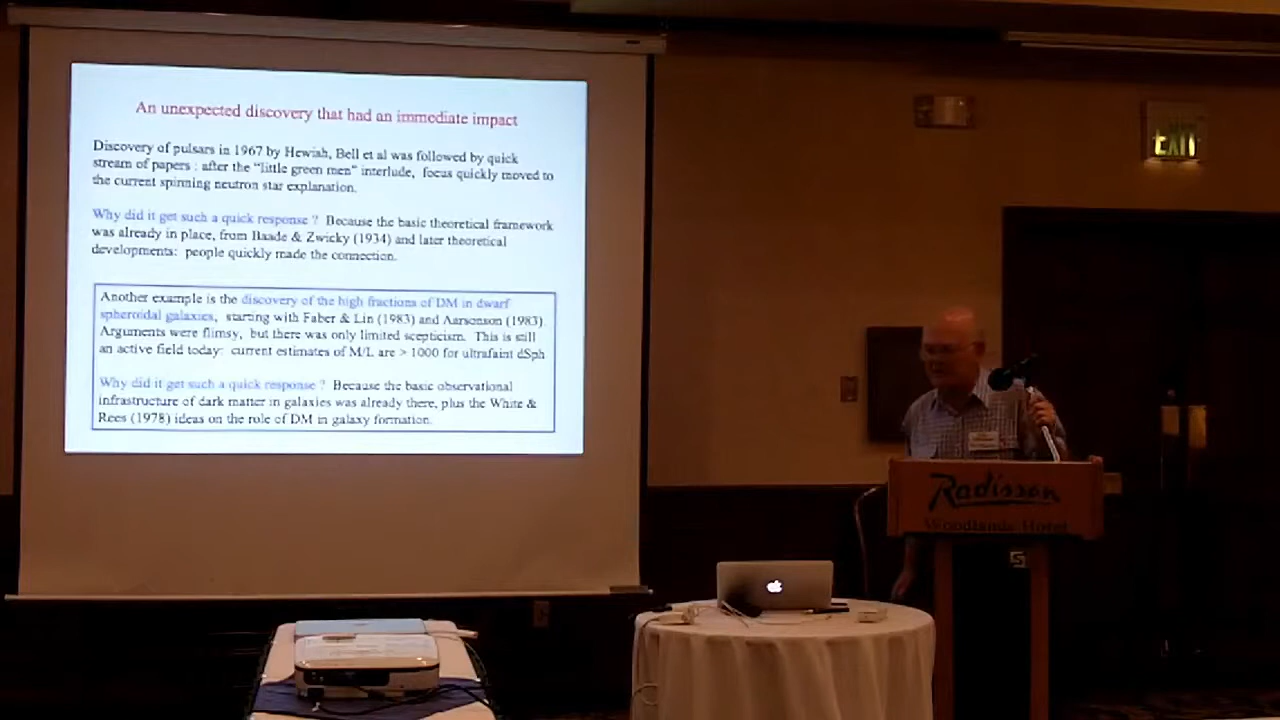 An unexpected discovery that had an immediate impact
Discovery of pulsars in 1967 by Hewish, Bell et al was followed by quick
stream of papers : after the "little green men" interlude, focus quickly moved to
the current spinning neutron star explanation.
Why did it get such a quick response ? Because the basic theoretical framework
was already in place, from Baade & Zwicky (1934) and later theoretical
developments: people quickly made the connection.
Another example is the discovery of the high fractions of DM in dwarf
spheroidal galaxies, starting with Faber & Lin (1983) and Aaronson (1983).
Arguments were flimsy, but there was only limited scepticism. This is still
an active field today: current estimates of M/L are > 1000 for ultrafaint dSph
Why did it get such a quick response ? Because the basic observational
infrastructure of dark matter in galaxies was already there, plus the White &
Rees (1978) ideas on the role of DM in galaxy formation.
EXIT
Radisson
Woodlands Hotel